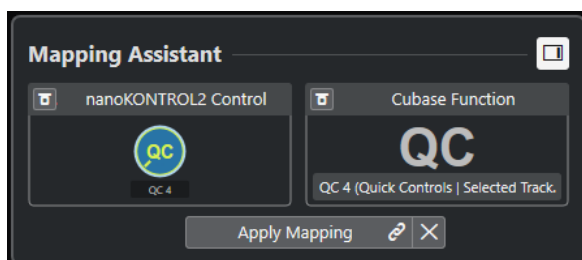 Mapping Assistant
nanoKONTROL2 Control
Cubase Function
QC
QC
QC 4
QC 4 (Quick Controls | Selected Track.
Apply Mapping